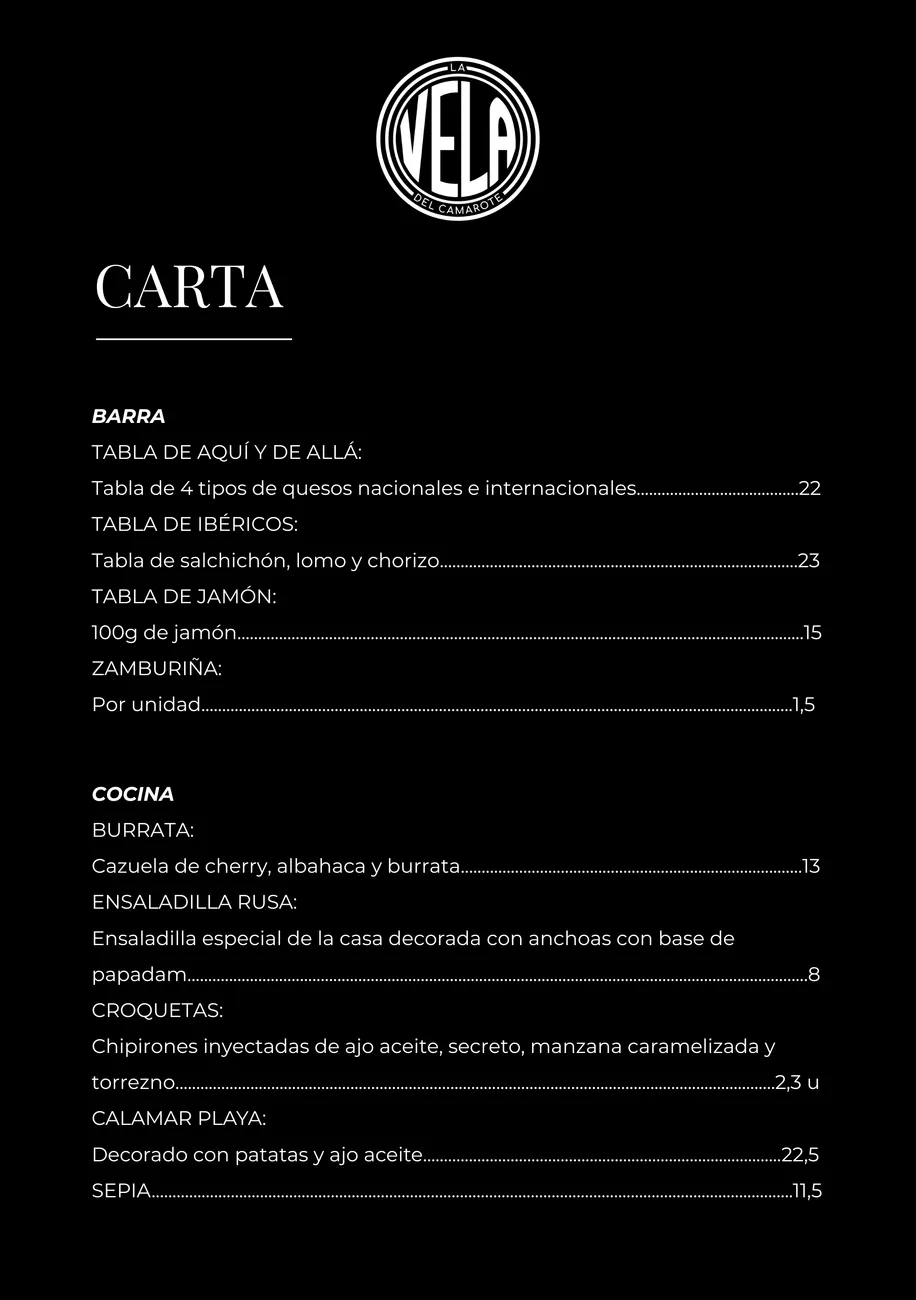 LA
VELA
DEL CAMAROTE
CARTA
BARRA
TABLA DE AQUÍ Y DE ALLÁ:
Tabla de 4 tipos de quesos nacionales e internacionales.......................................22
TABLA DE IBÉRICOS:
Tabla de salchichón, lomo y chorizo......................................................................................23
TABLA DE JAMÓN:
100g de jamón........................................................................................................................................15
ZAMBURIÑA:
Por unidad..............................................................................................................................................1,5
COCINA
BURRATA:
Cazuela de cherry, albahaca y burrata..................................................................................13
ENSALADILLA RUSA:
Ensaladilla especial de la casa decorada con anchoas con base de
papadam.....................................................................................................................................................8
CROQUETAS:
Chipirones inyectadas de ajo aceite, secreto, manzana caramelizada y
torrezno................................................................................................................................................2,3 u
CALAMAR PLAYA:
Decorado con patatas y ajo aceite......................................................................................22,5
SEPIA..........................................................................................................................................................11,5